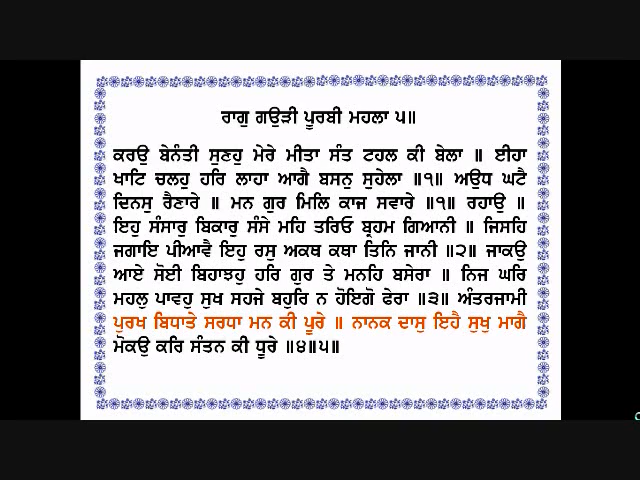 ਰਾਗੁ ਗਉੜੀ ਪੂਰਬੀ ਮਹਲਾ ੫॥
ਕਰਉ ਬੇਨੰਤੀ ਸੁਣਹੁ ਮੇਰੇ ਮੀਤਾ ਸੰਤ ਟਹਲ ਕੀ ਬੇਲਾ ॥ ਈਹਾ
ਖਾਟਿ ਚਲਹੁ ਹਰਿ ਲਾਹਾ ਆਗੈ ਬਸਨੁ ਸੁਹੇਲਾ ॥੧॥ ਅਉਧ ਘਟੈ
ਦਿਨਸੁ ਰੈਣਾਰੇ ॥ ਮਨ ਗੁਰ ਮਿਲਿ ਕਾਜ ਸਵਾਰੇ ॥੧॥ ਰਹਾਉ ॥
ਇਹੁ ਸੰਸਾਰੁ ਬਿਕਾਰੁ ਸੰਸੇ ਮਹਿ ਤਰਿਓ ਬ੍ਰਹਮ ਗਿਆਨੀ ॥ ਜਿਸਹਿ
ਜਗਾਇ ਪੀਆਵੈ ਇਹੁ ਰਸੁ ਅਕਥ ਕਥਾ ਤਿਨਿ ਜਾਨੀ ॥੨॥ ਜਾਕਉ
ਆਏ ਸੋਈ ਬਿਹਾਝਹੁ ਹਰਿ ਗੁਰ ਤੇ ਮਨਹਿ ਬਸੇਰਾ ॥ ਨਿਜ ਘਰਿ
ਮਹਲੁ ਪਾਵਹੁ ਸੁਖ ਸਹਜੇ ਬਹੁਰਿ ਨ ਹੋਇਗੋ ਫੇਰਾ ॥੩॥ ਅੰਤਰਜਾਮੀ
ਪੁਰਖ ਬਿਧਾਤੇ ਸਰਧਾ ਮਨ ਕੀ ਪੂਰੇ ॥ ਨਾਨਕ ਦਾਸੁ ਇਹੈ ਸੁਖੁ ਮਾਗੈ
ਮੋਕਉ ਕਰਿ ਸੰਤਨ ਕੀ ਧੂਰੇ ॥੪॥੫॥